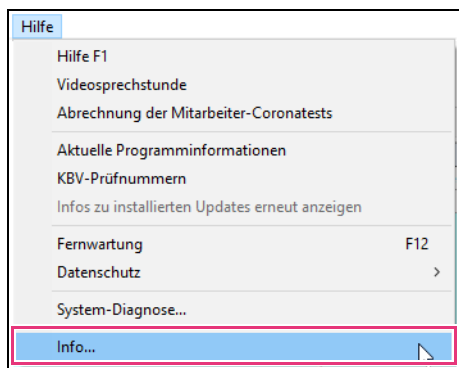 Hilfe
Hilfe F1
Videosprechstunde
Abrechnung der Mitarbeiter-Coronatests
Aktuelle Programminformationen
KBV-Prüfnummern
Infos zu installierten Updates erneut anzeigen
Fernwartung F12
Datenschutz >
System-Diagnose...
Info...